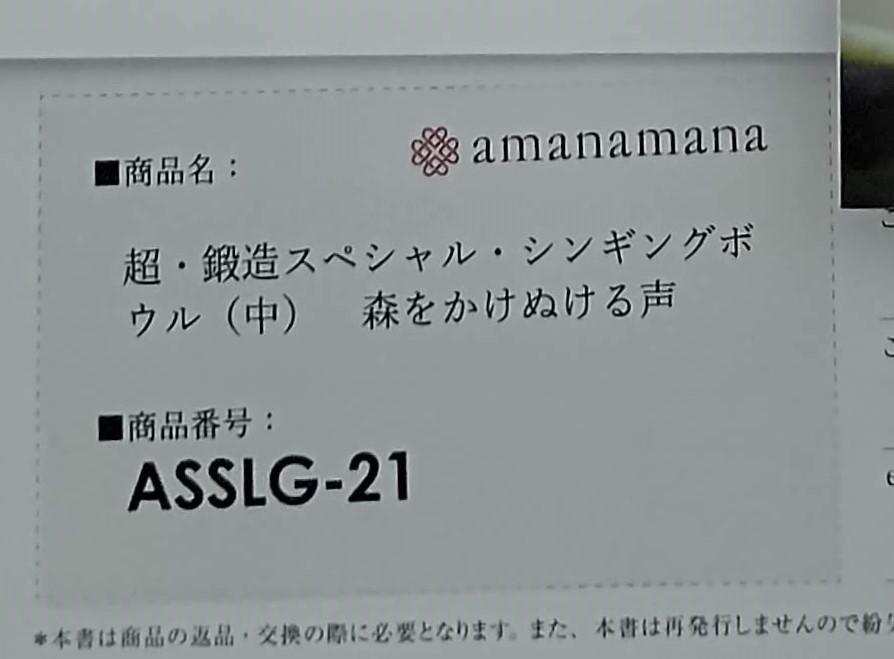 ■商品名：
amanamana
超・鍛造スペシャル・シンギングボ
ウル（中）　森をかけぬける声
■商品番号：
ASSLG-21
*本書は商品の返品・交換の際に必要となります。また、本書は再発行しませんので